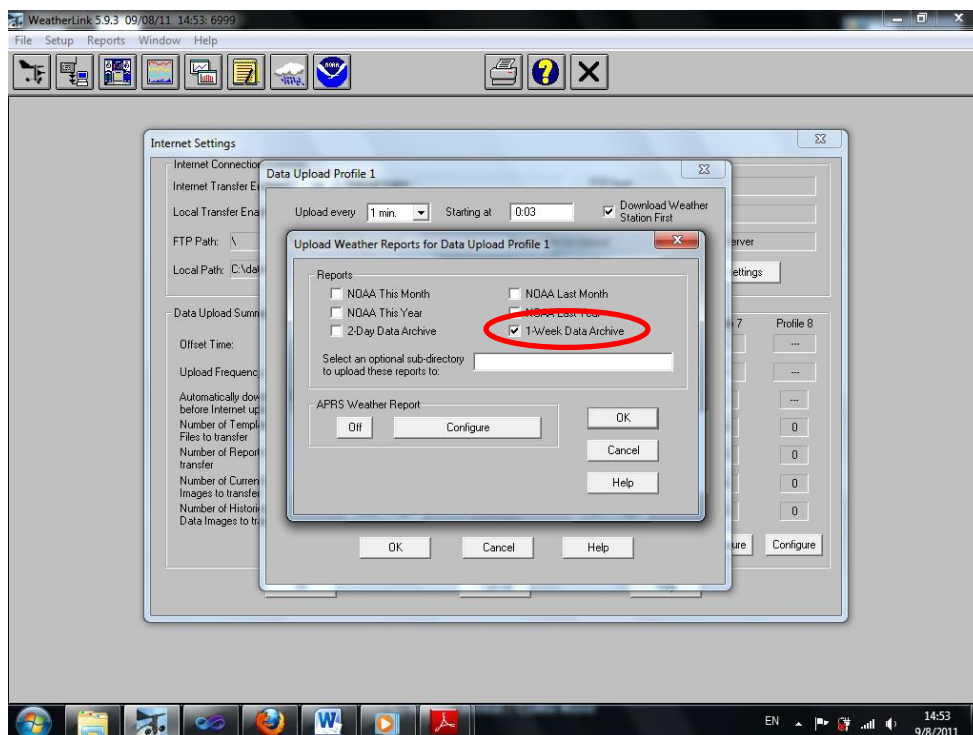 WeatherLink 5.9.3 09/08/11 14:53: 6999
File Setup Reports Window Help
Internet Settings
Internet Connection
Internet Transfer
Local Transfer Ena
FTP Path: \
Local Path: C:\dat
erver
ettings
Data Upload Profile 1
Upload every 1 min. Starting at 0:03
Download Weather
Station First
Upload Weather Reports for Data Upload Profile 1
Reports
NOAA This Month
NOAA Last Month
NOAA This Year
NOAA Last Year
2-Day Data Archive
1-Week Data Archive
Select an optional sub-directory
to upload these reports to:
APRS Weather Report
Off Configure
OK
Cancel
Help
Data Upload Summ
7 Profile 8
Offset Time: ---
Upload Frequenc ---
Automatically dow
before Internet up ---
Number of Templ
Files to transfer 0
Number of Report
transfer 0
Number of Curren
Images to transfe 0
Number of Histori
Data Images to tr 0
ure Configure
OK Cancel Help
EN 14:53
9/8/2011